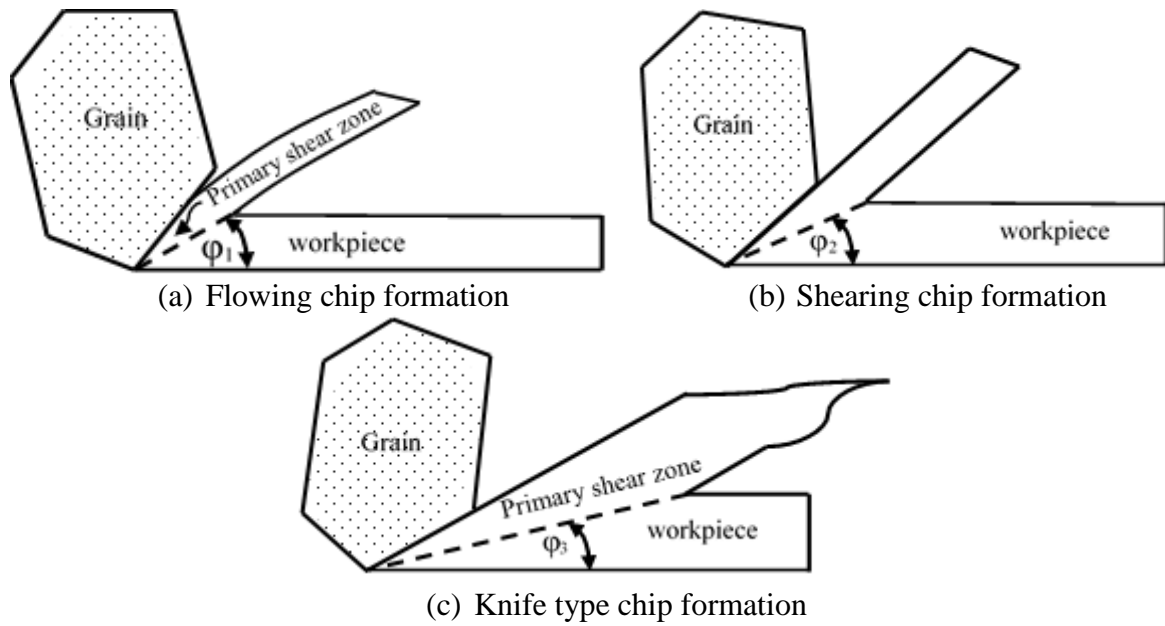 Grain
Primary shear zone
φ1
workpiece
(a) Flowing chip formation
Grain
φ2
workpiece
(b) Shearing chip formation
Grain
Primary shear zone
φ3
workpiece
(c) Knife type chip formation